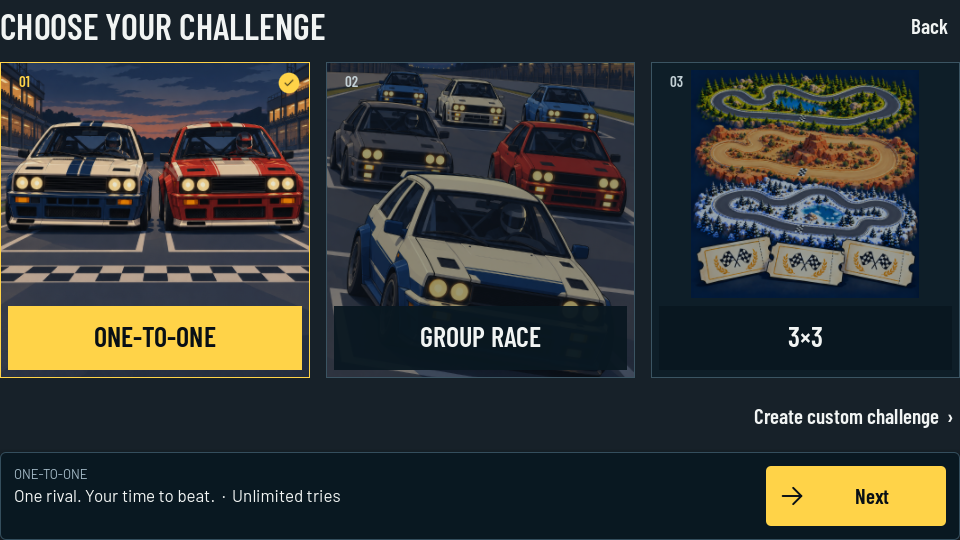 CHOOSE YOUR CHALLENGE
Back
01
02
03
ONE-TO-ONE
GROUP RACE
3×3
Create custom challenge ›
ONE-TO-ONE
One rival. Your time to beat. · Unlimited tries
Next